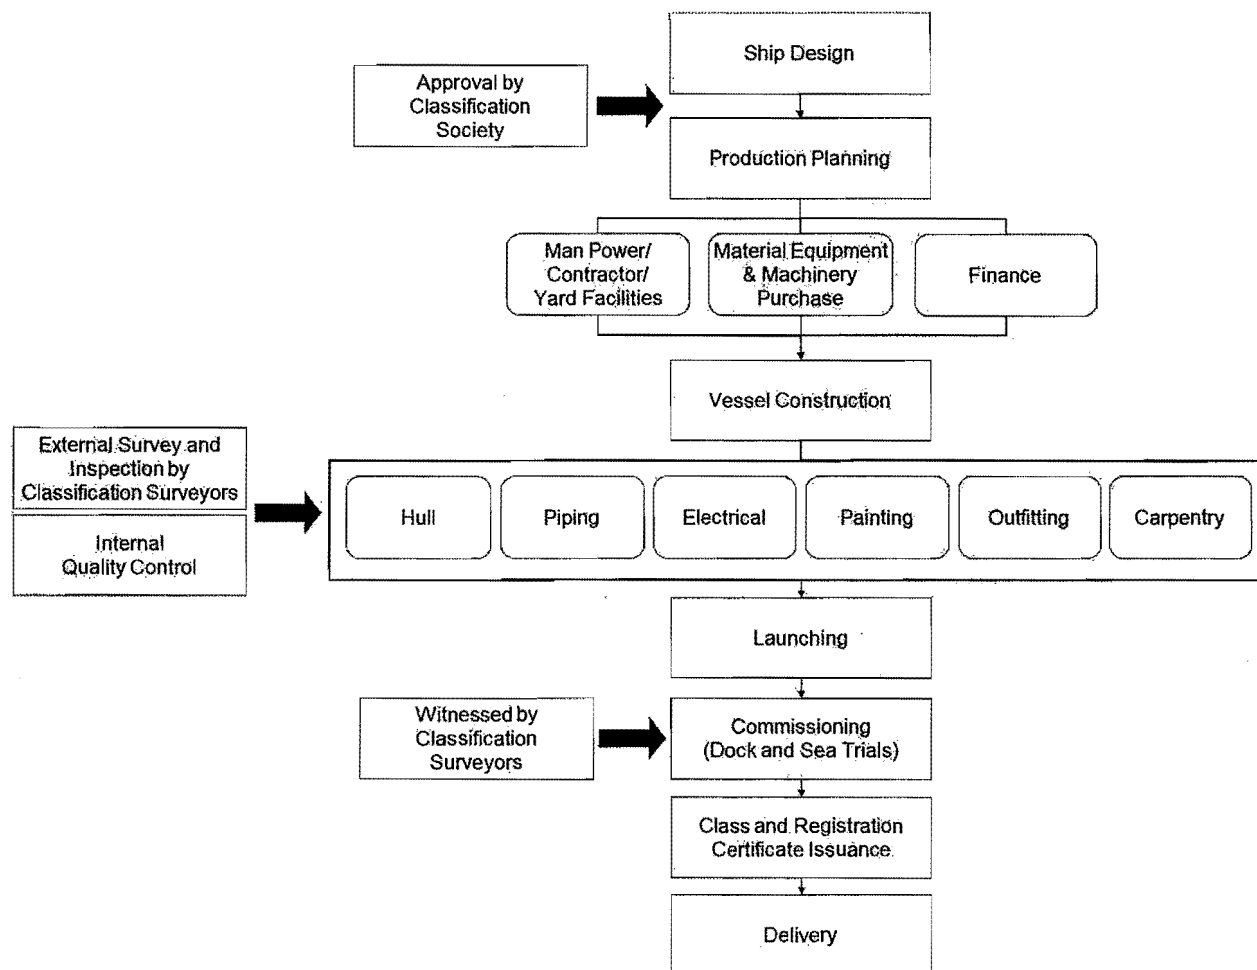 Ship Design
Approval by
Classification
Society
Production Planning
Man Power/
Contractor/
Yard Facilities
Material Equipment
& Machinery
Purchase
Finance
Vessel Construction
External Survey and
Inspection by
Classification Surveyors
Internal
Quality Control
Hull
Piping
Electrical
Painting
Outfitting
Carpentry
Launching
Witnessed by
Classification
Surveyors
Commissioning
(Dock and Sea Trials)
Class and Registration
Certificate Issuance.
Delivery